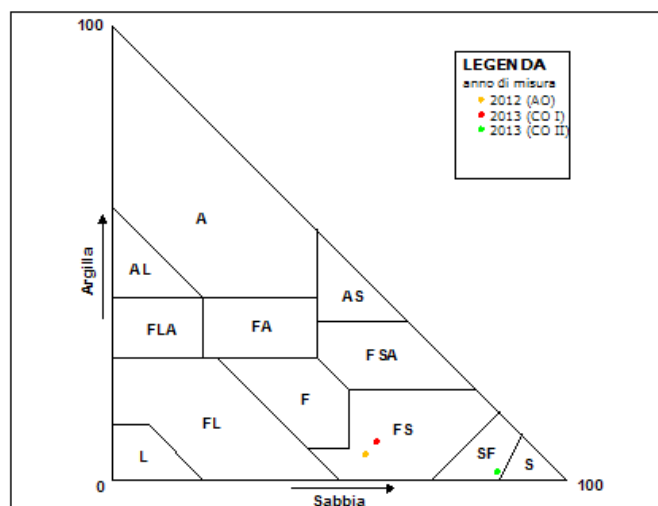 100
LEGENDA
anno di misura
2012 (AO)
2013 (CO I)
2013 (CO II)
A
Argilla
AL
AS
FLA
FA
FSA
F
FL
FS
L
SF
S
0
100
Sabbia